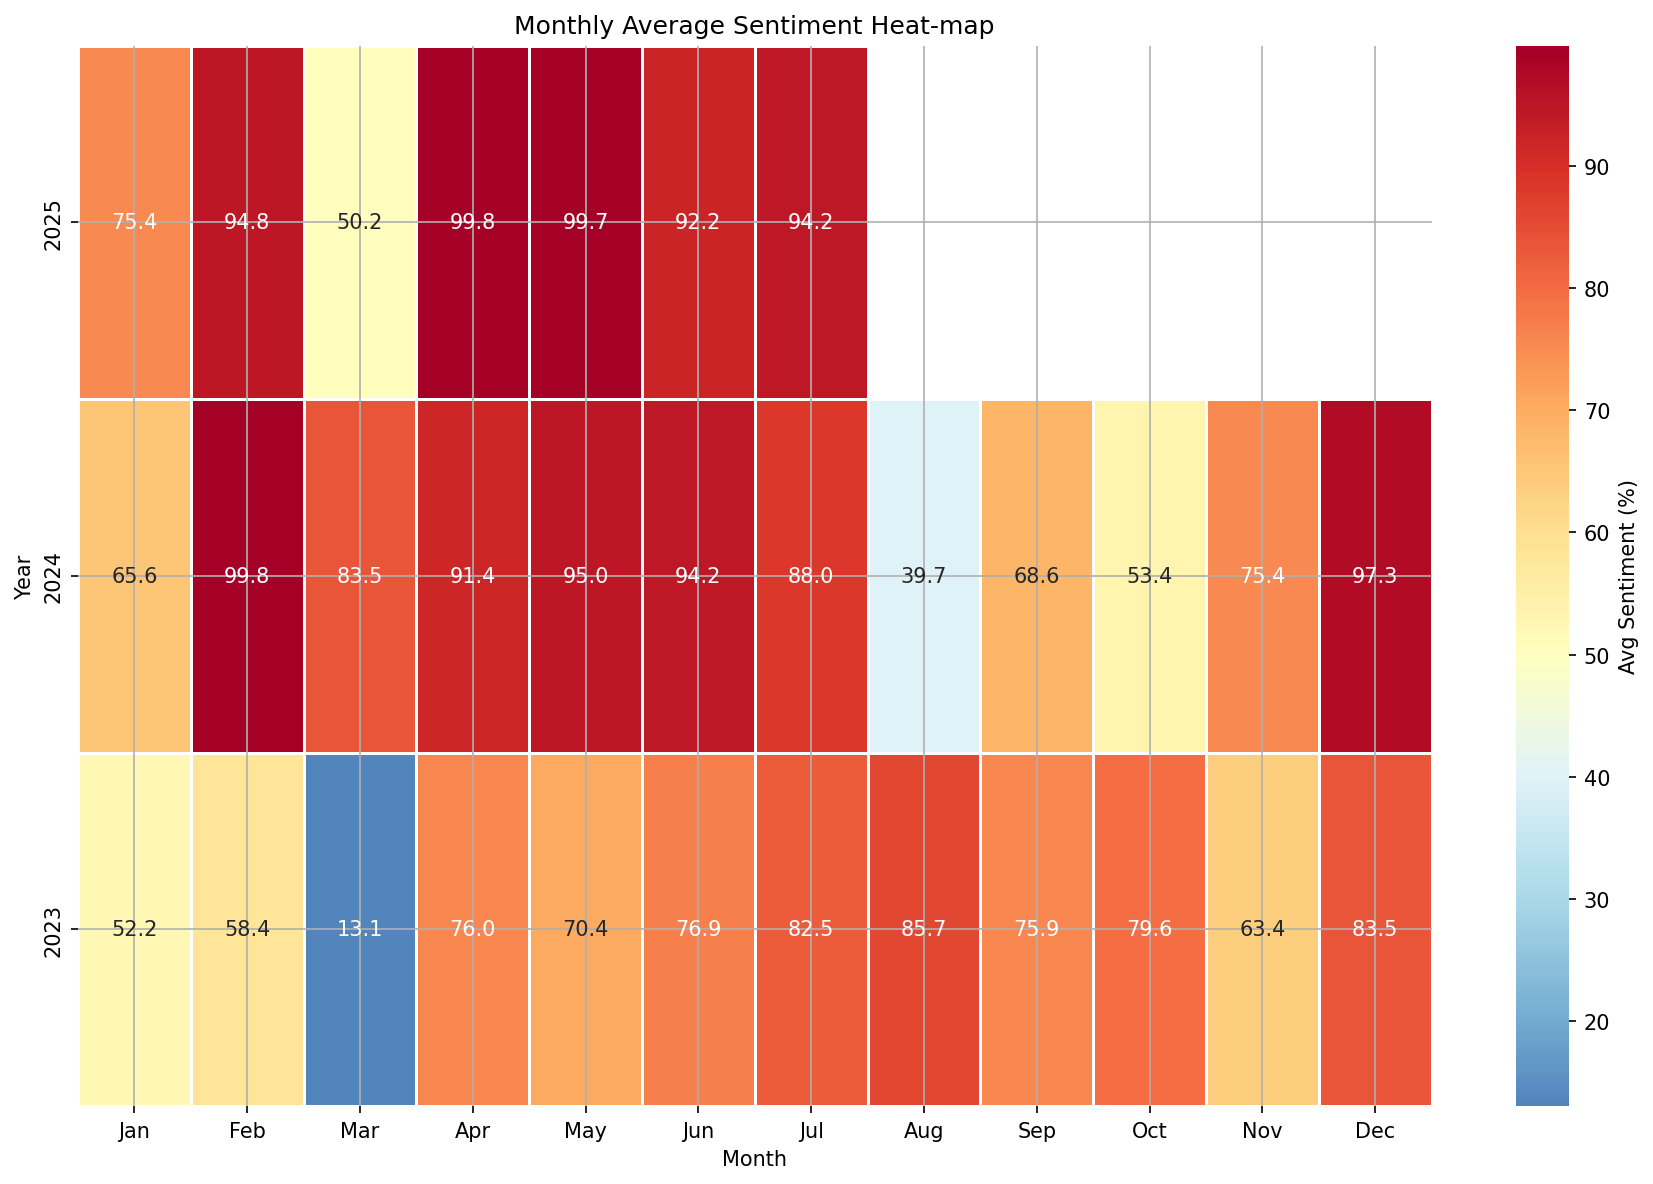 Monthly Average Sentiment Heat-map
Year
2025
75.4 94.8 50.2 99.8 99.7 92.2 94.2
2024
65.6 99.8 83.5 91.4 95.0 94.2 88.0 39.7 68.6 53.4 75.4 97.3
2023
52.2 58.4 13.1 76.0 70.4 76.9 82.5 85.7 75.9 79.6 63.4 83.5
Jan Feb Mar Apr May Jun Jul Aug Sep Oct Nov Dec
Month
90
80
70
60
50
40
30
20
Avg Sentiment (%)